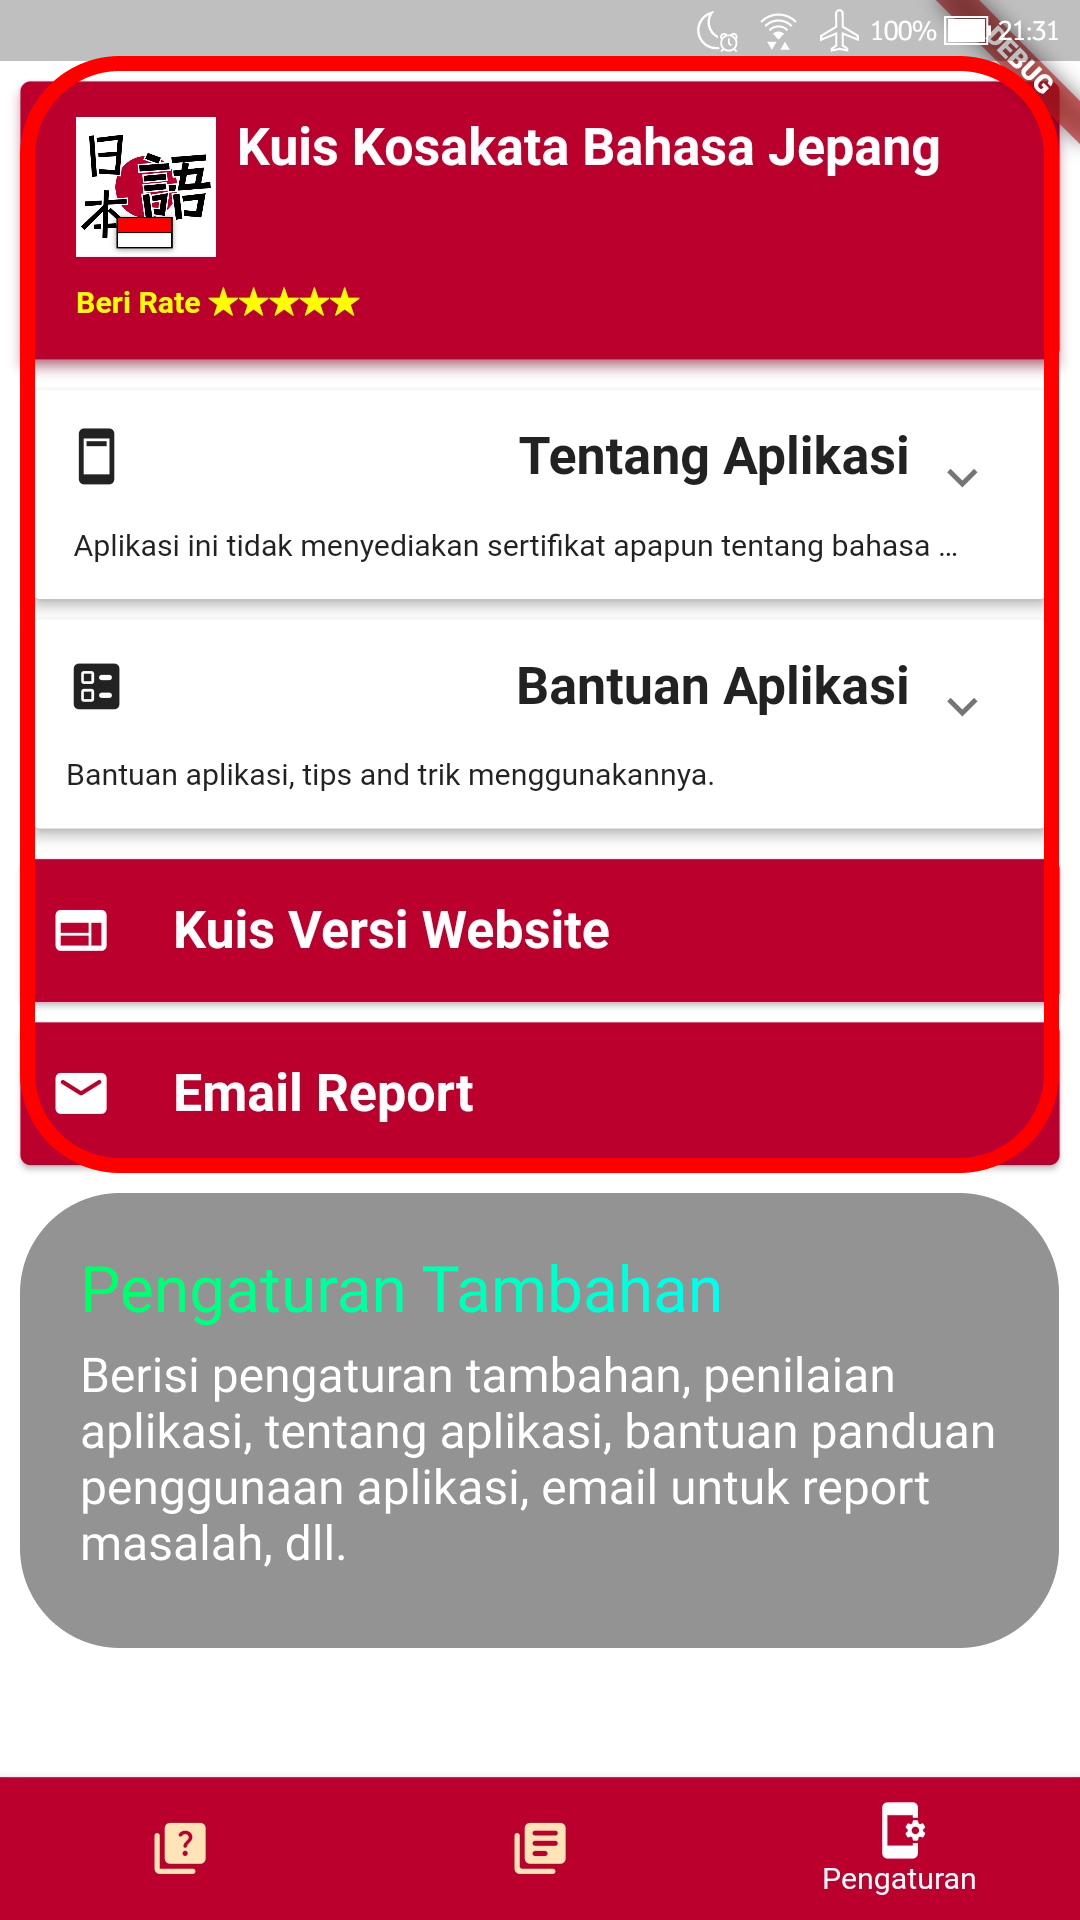 100% 21:31
DEBUG
日本語
Kuis Kosakata Bahasa Jepang
Beri Rate ★★★★★
Tentang Aplikasi
Aplikasi ini tidak menyediakan sertifikat apapun tentang bahasa ...
Bantuan Aplikasi
Bantuan aplikasi, tips and trik menggunakannya.
Kuis Versi Website
Email Report
Pengaturan Tambahan
Berisi pengaturan tambahan, penilaian
aplikasi, tentang aplikasi, bantuan panduan
penggunaan aplikasi, email untuk report
masalah, dll.
?
Pengaturan